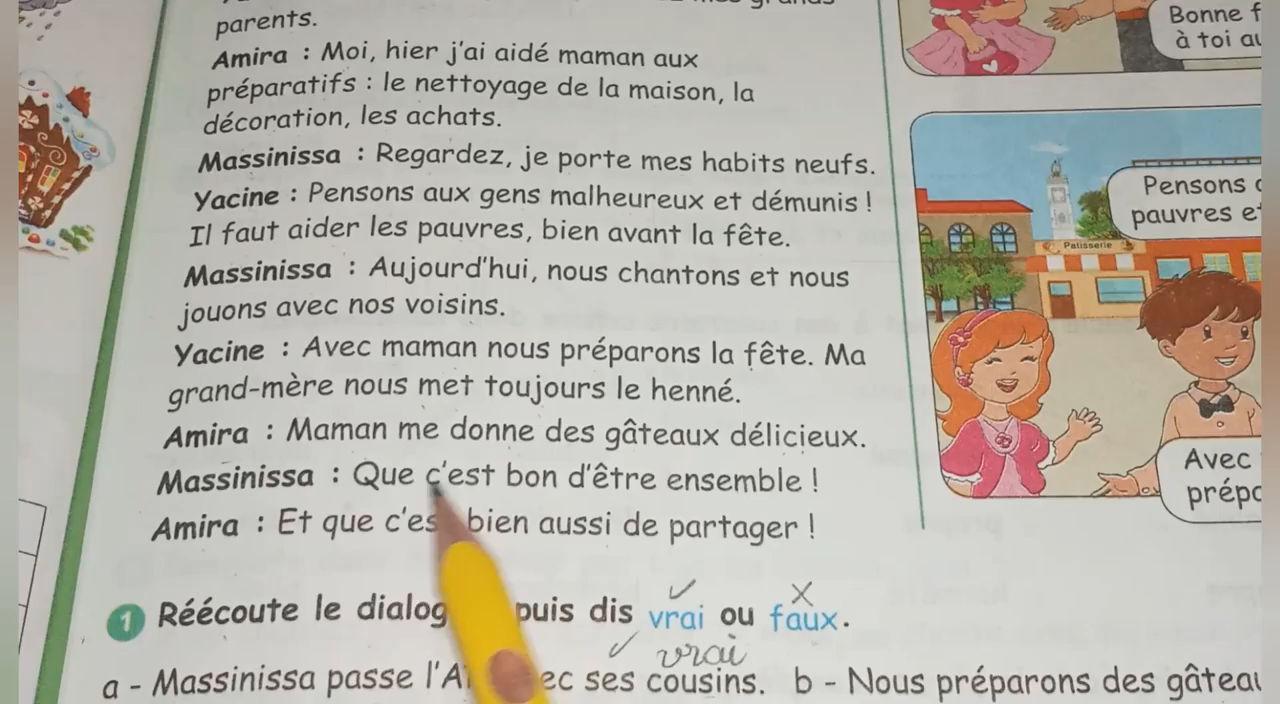 parents.
Amira : Moi, hier j'ai aidé maman aux
préparatifs : le nettoyage de la maison, la
décoration, les achats.
Massinissa : Regardez, je porte mes habits neufs.
Yacine : Pensons aux gens malheureux et démunis !
Il faut aider les pauvres, bien avant la fête.
Massinissa : Aujourd'hui, nous chantons et nous
jouons avec nos voisins.
Yacine : Avec maman nous préparons la fête. Ma
grand-mère nous met toujours le henné.
Amira : Maman me donne des gâteaux délicieux.
Massinissa : Que c'est bon d'être ensemble !
Amira : Et que c'es bien aussi de partager !
1 Réécoute le dialog puis dis vrai ou faux.
vrai
a - Massinissa passe l'A ec ses cousins. b - Nous préparons des gâteau
Bonne f
à toi au
Pensons
pauvres et
Patisserie
Avec
prépo